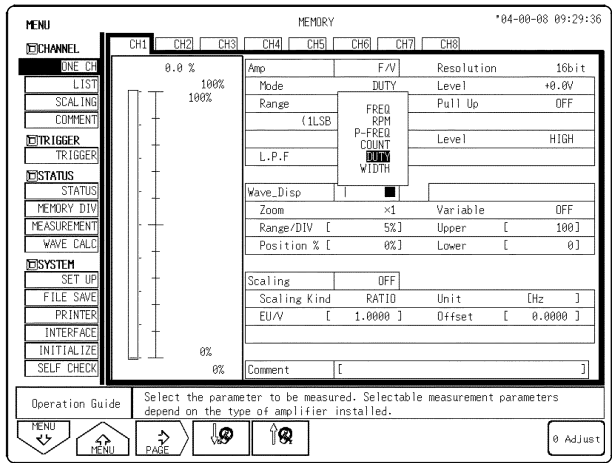 MENU MEMORY '04-00-08 09:29:36
CHANNEL CH1 CH2 CH3 CH4 CH5 CH6 CH7 CH8
ONE CH
LIST
SCALING
COMMENT
TRIGGER
TRIGGER
STATUS
STATUS
MEMORY DIV
MEASUREMENT
WAVE CALC
SYSTEM
SET UP
FILE SAVE
PRINTER
INTERFACE
INITIALIZE
SELF CHECK
0.0 %
100%
100%
0%
0%
Amp F/V Resolution 16bit
Mode DUTY Level +0.0V
Range Pull Up OFF
(1LSB
Level HIGH
L.P.F
FREQ
RPM
P-FREQ
COUNT
DUTY
WIDTH
Wave_Disp
Zoom ×1 Variable OFF
Range/DIV [ 5%] Upper [ 100]
Position % [ 0%] Lower [ 0]
Scaling OFF
Scaling Kind RATIO Unit [Hz ]
EU/V [ 1.0000 ] Offset [ 0.0000 ]
Comment [ ]
Operation Guide
Select the parameter to be measured. Selectable measurement parameters
depend on the type of amplifier installed.
MENU
MENU
PAGE
0 Adjust